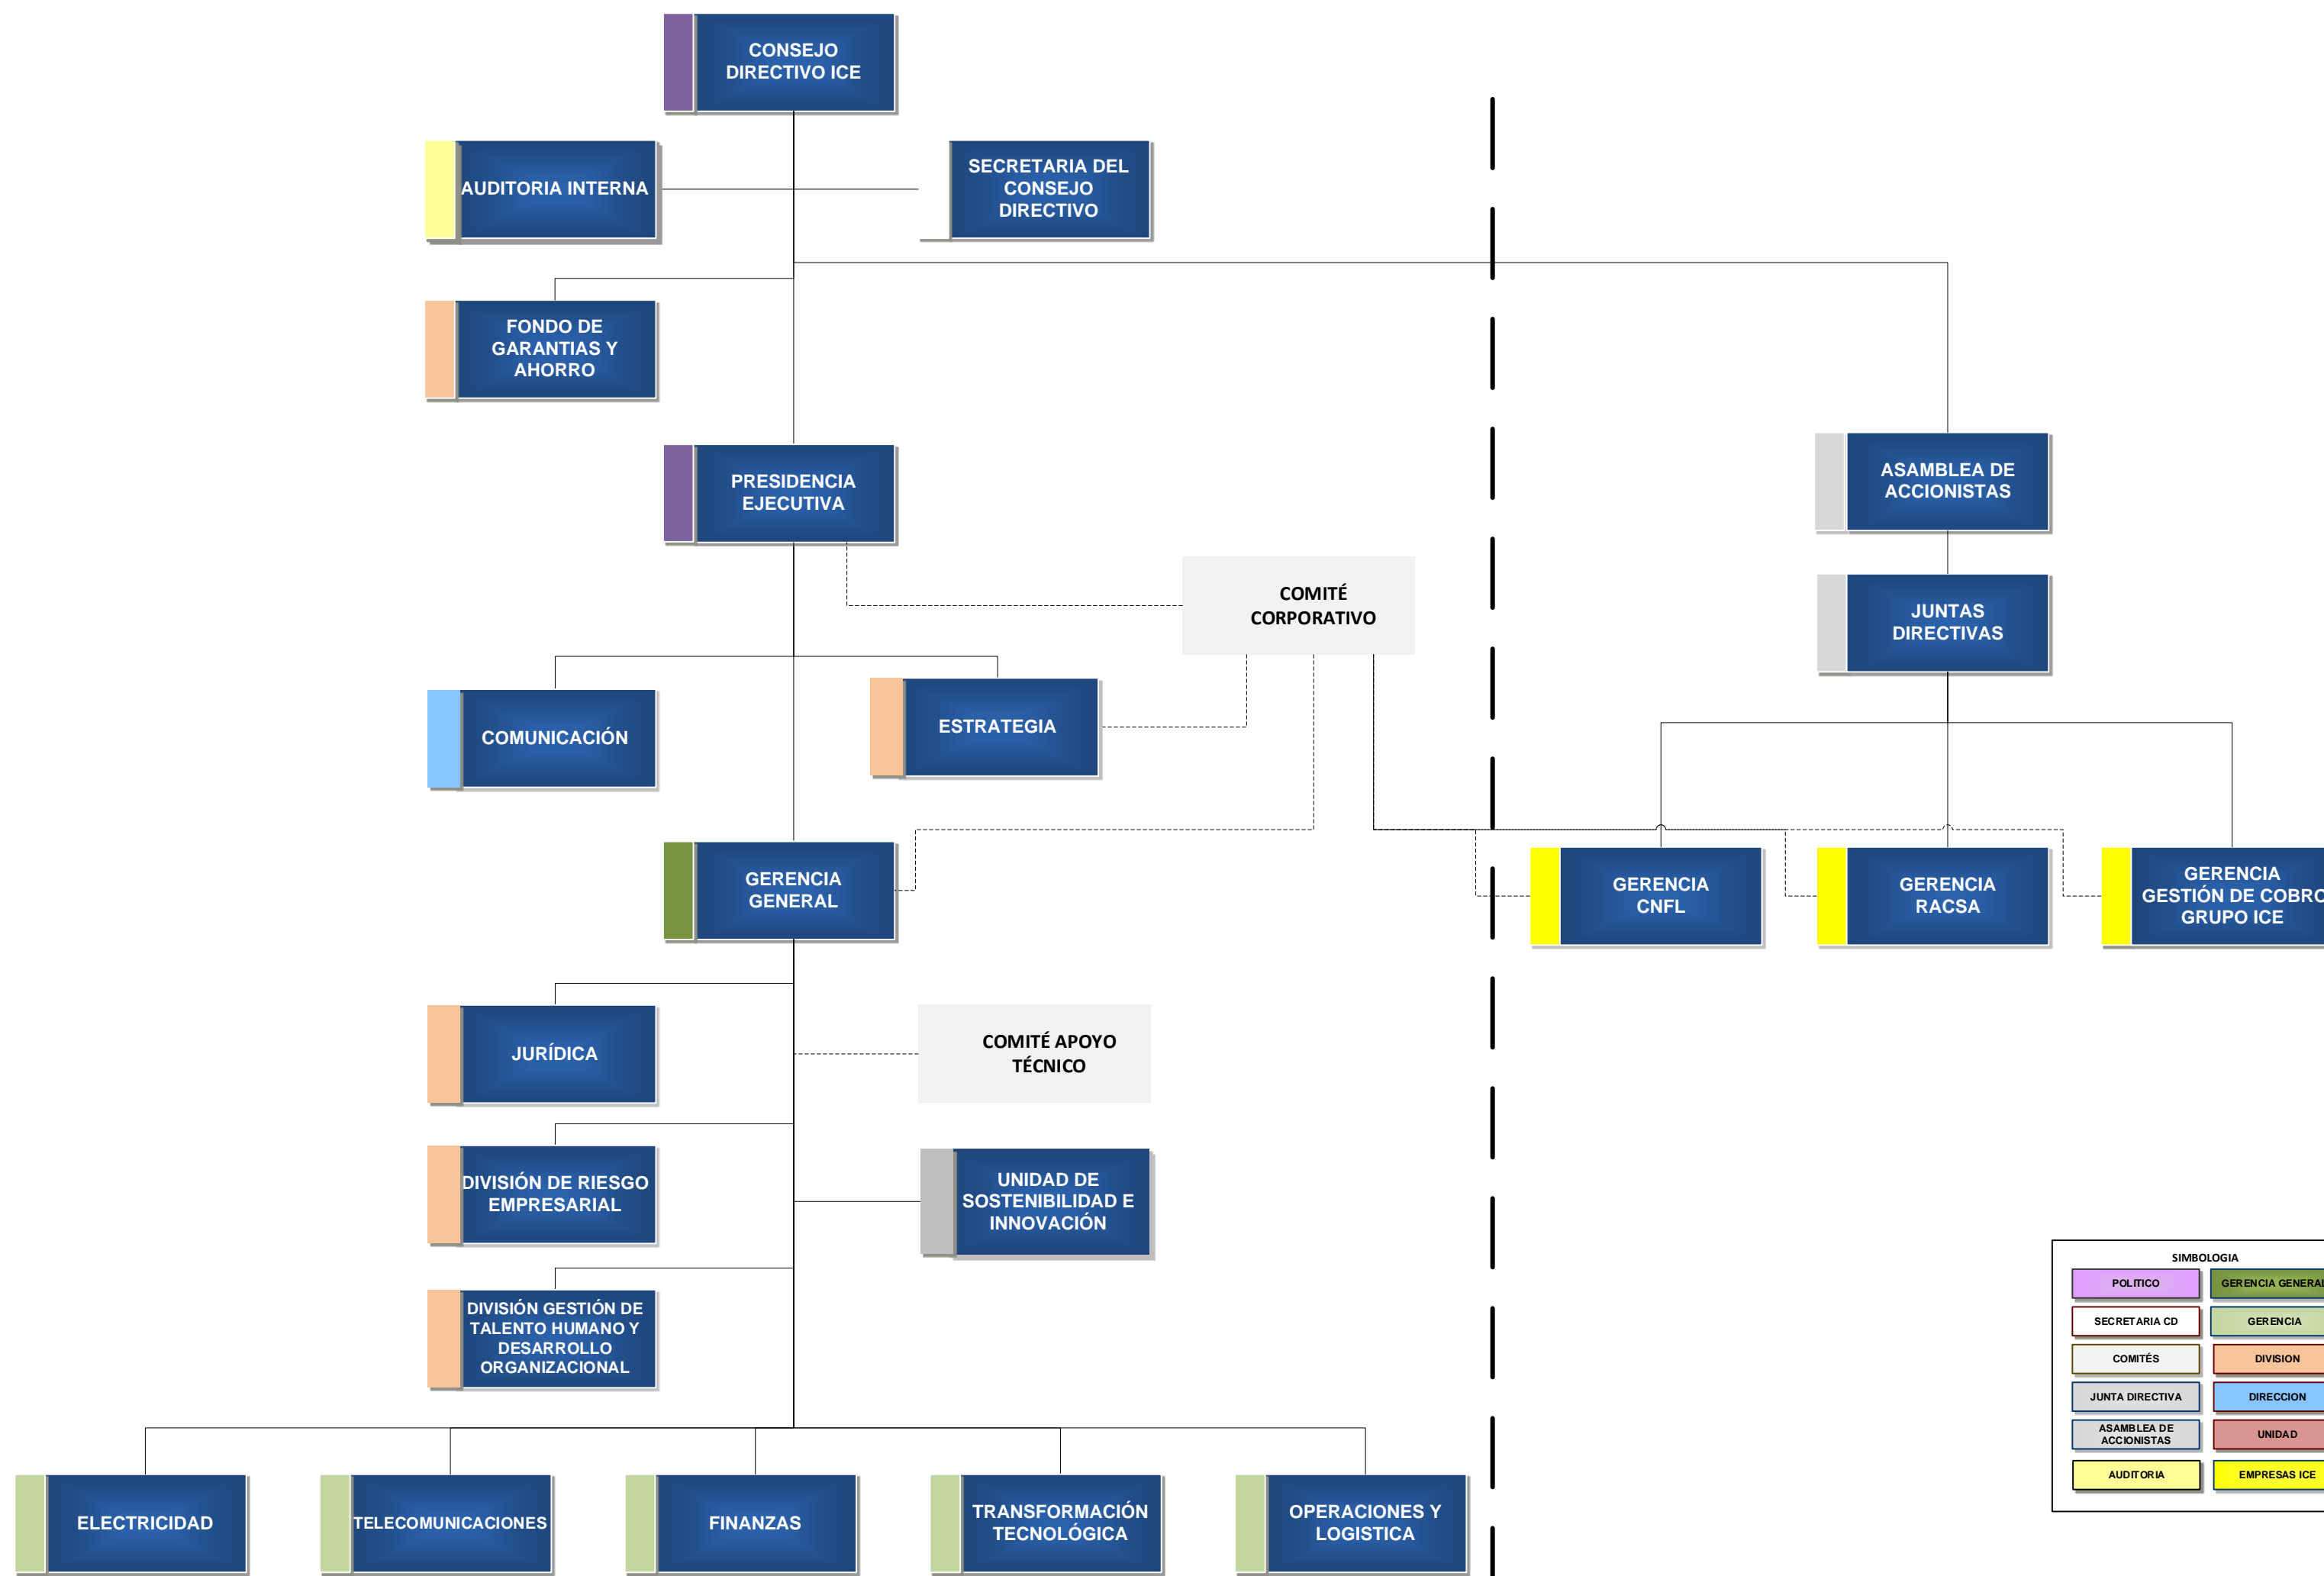 CONSEJO
DIRECTIVO ICE
AUDITORIA INTERNA
SECRETARIA DEL
CONSEJO
DIRECTIVO
FONDO DE
GARANTIAS Y
AHORRO
PRESIDENCIA
EJECUTIVA
ASAMBLEA DE
ACCIONISTAS
COMITÉ
CORPORATIVO
JUNTAS
DIRECTIVAS
COMUNICACIÓN
ESTRATEGIA
GERENCIA
GENERAL
GERENCIA
CNFL
GERENCIA
RACSA
GERENCIA
GESTIÓN DE COBRO
GRUPO ICE
JURÍDICA
COMITÉ APOYO
TÉCNICO
DIVISIÓN DE RIESGO
EMPRESARIAL
UNIDAD DE
SOSTENIBILIDAD E
INNOVACIÓN
DIVISIÓN GESTIÓN DE
TALENTO HUMANO Y
DESARROLLO
ORGANIZACIONAL
ELECTRICIDAD
TELECOMUNICACIONES
FINANZAS
TRANSFORMACIÓN
TECNOLÓGICA
OPERACIONES Y
LOGISTICA
SIMBOLOGIA
POLITICO
GERENCIA GENERAL
SECRETARIA CD
GERENCIA
COMITÉS
DIVISION
JUNTA DIRECTIVA
DIRECCION
ASAMBLEA DE
ACCIONISTAS
UNIDAD
AUDITORIA
EMPRESAS ICE